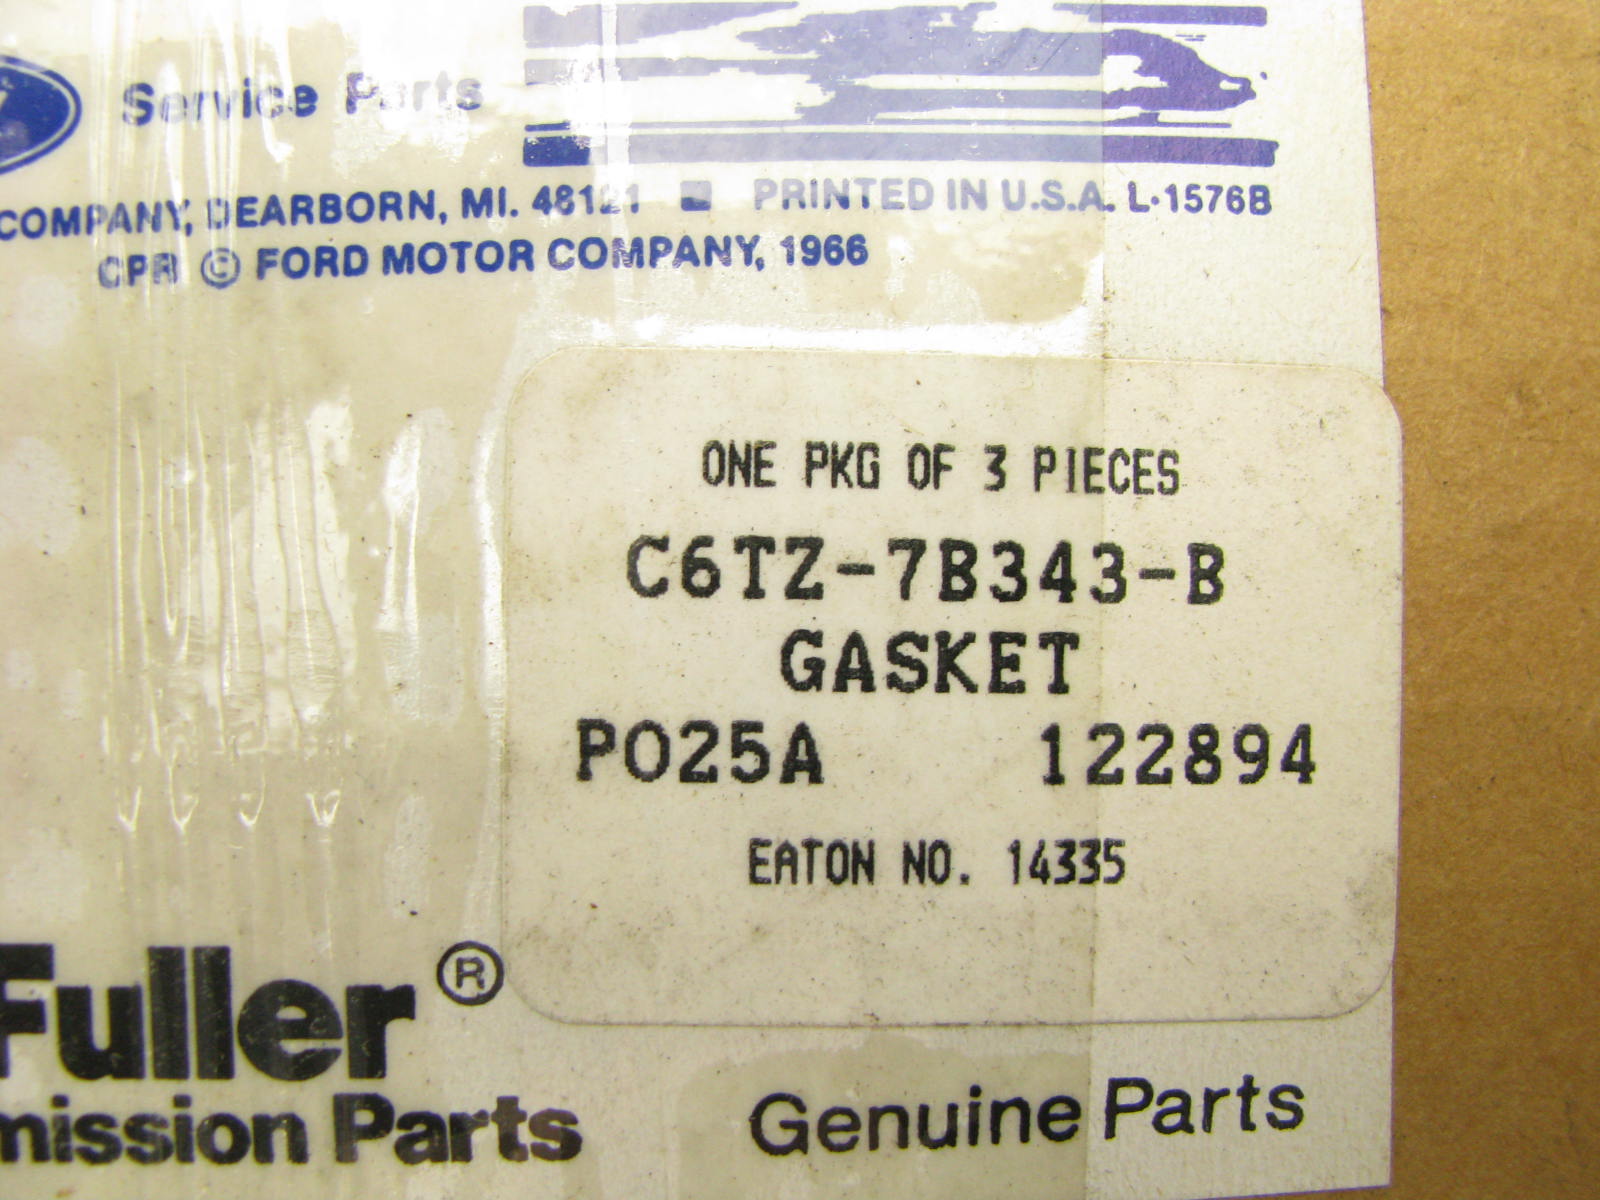 Service Parts
COMPANY, DEARBORN, MI. 48121 ■ PRINTED IN U.S.A. L-1576B
CPR © FORD MOTOR COMPANY, 1966
ONE PKG OF 3 PIECES
C6TZ-7B343-B
GASKET
P025A 122894
EATON NO. 14335
Fuller®
mission Parts
Genuine Parts